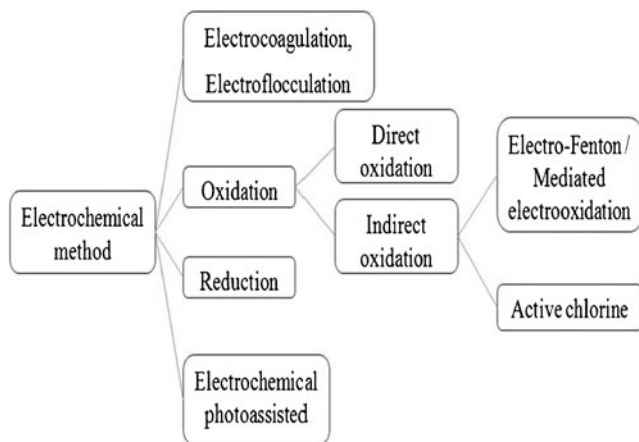 Electrocoagulation,
Electroflocculation
Direct
oxidation
Electro-Fenton /
Mediated
electrooxidation
Oxidation
Electrochemical
method
Indirect
oxidation
Reduction
Active chlorine
Electrochemical
photoassisted